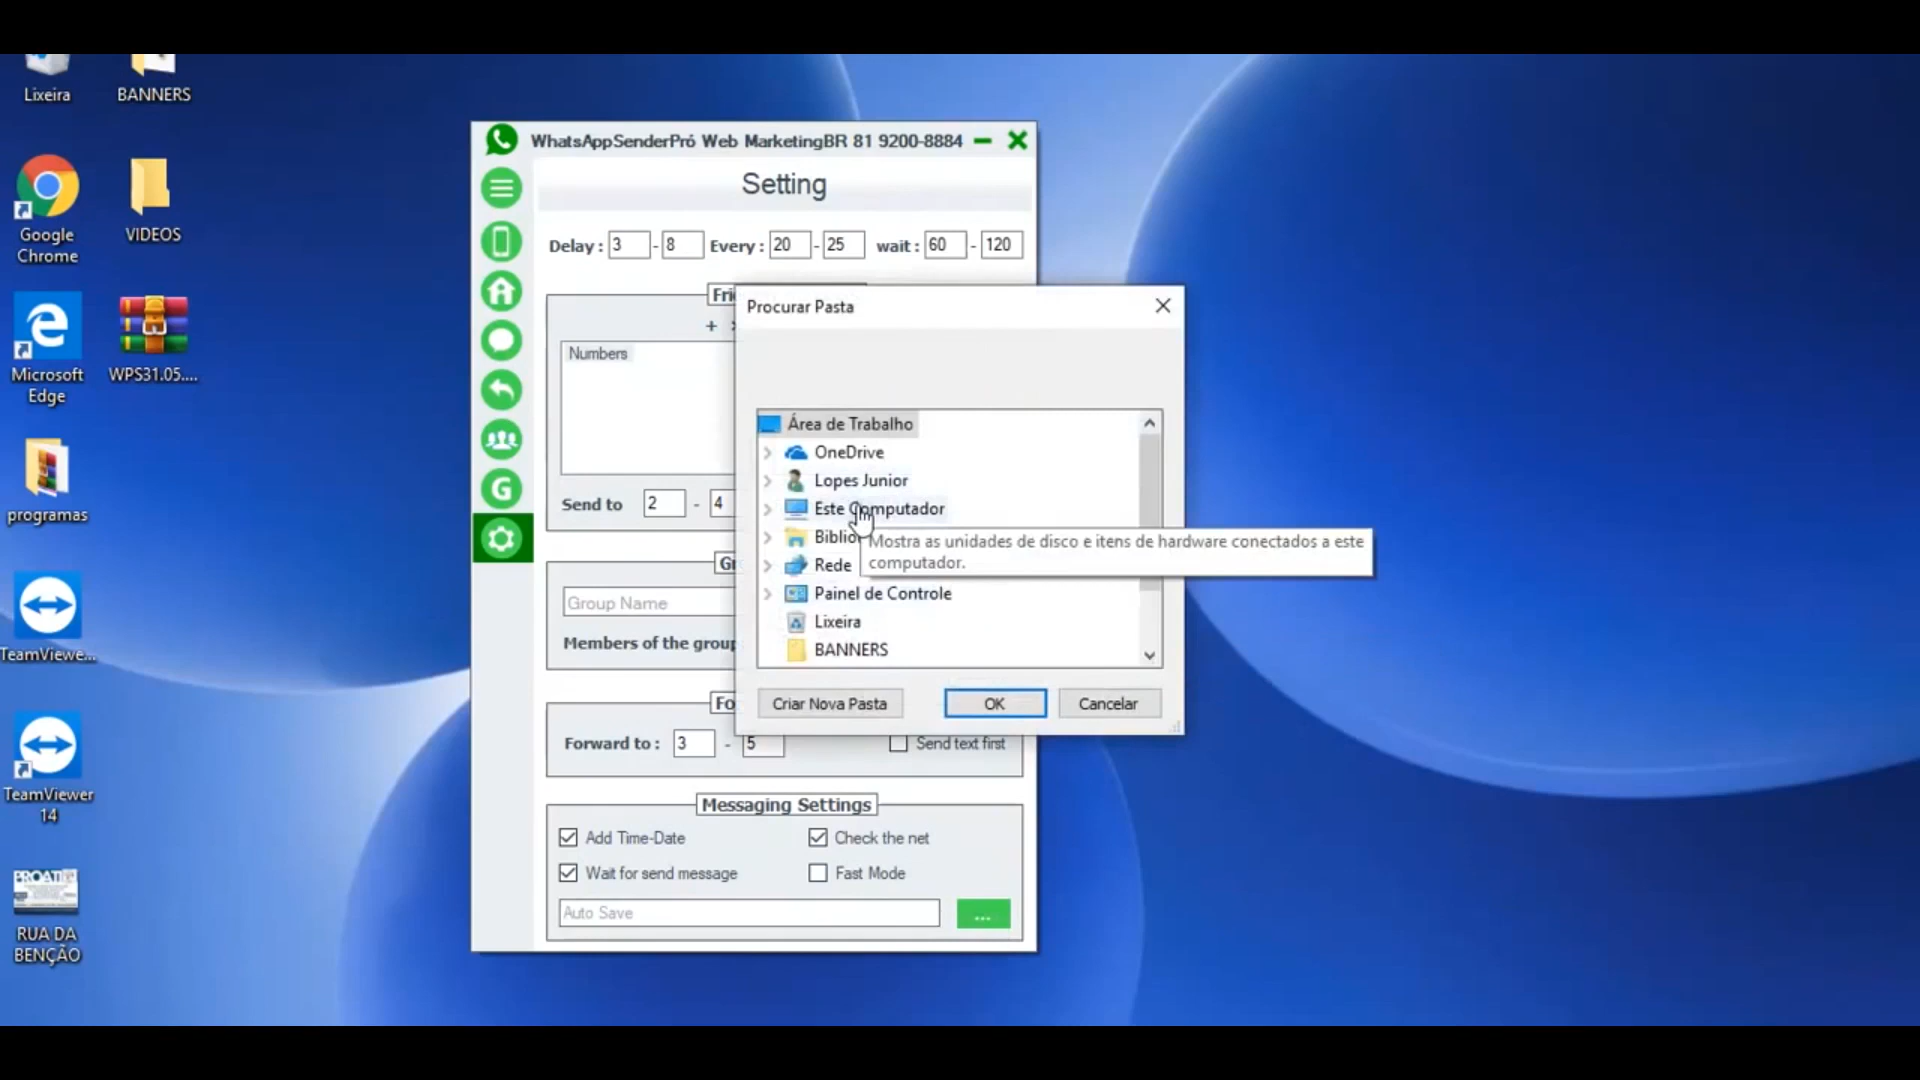 Lixeira
BANNERS
Google
Chrome
VIDEOS
Microsoft
Edge
WPS31.05....
programas
TeamViewe...
TeamViewer
14
PROATI
RUA DA
BENÇÃO
WhatsAppSenderPró Web MarketingBR 81 9200-8884
Setting
Delay : 3 - 8 Every : 20 - 25 wait : 60 - 120
Fri
+
Numbers
Send to 2 - 4
Gr
Group Name
Members of the group
Fo
Forward to : 3 - 5 Send text first
Messaging Settings
Add Time-Date Check the net
Wait for send message Fast Mode
Auto Save ...
G
Procurar Pasta
Área de Trabalho
OneDrive
Lopes Junior
Este Computador
Biblio
Rede
Painel de Controle
Lixeira
BANNERS
Mostra as unidades de disco e itens de hardware conectados a este
computador.
Criar Nova Pasta OK Cancelar